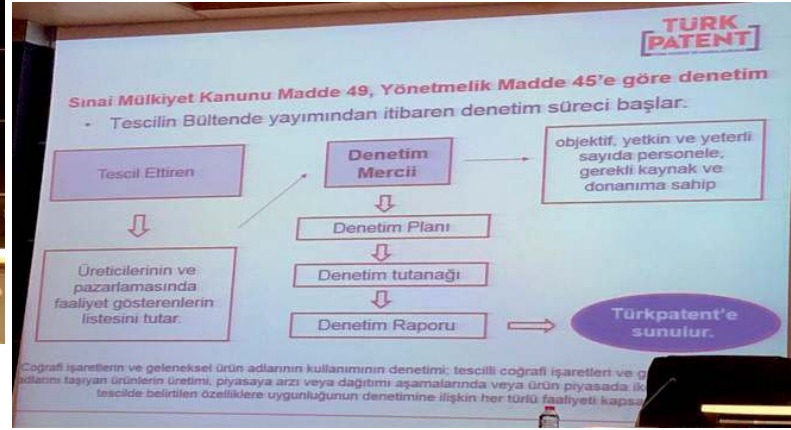 TÜRK
PATENT
Sınai Mülkiyet Kanunu Madde 49, Yönetmelik Madde 45'e göre denetim
• Tescilin Bültende yayımından itibaren denetim süreci başlar.
Tescil Ettiren
Üreticilerinin ve
pazarlamasında
faaliyet gösterenlerin
listesini tutar.
Denetim
Mercii
Denetim Planı
Denetim tutanağı
Denetim Raporu
objektif, yetkin ve yeterli
sayıda personele,
gerekli kaynak ve
donanıma sahip
Türkpatent'e
sunulur.
Coğrafi işaretlerin ve geleneksel ürün adlarının kullanımının denetimi; tescilli coğrafi işaretleri ve g
adlarını taşıyan ürünlerin üretimi, piyasaya arzı veya dağıtımı aşamalarında veya ürün piyasada ik
tescilde belirtilen özelliklere uygunluğunun denetimine ilişkin her türlü faaliyeti kapsa